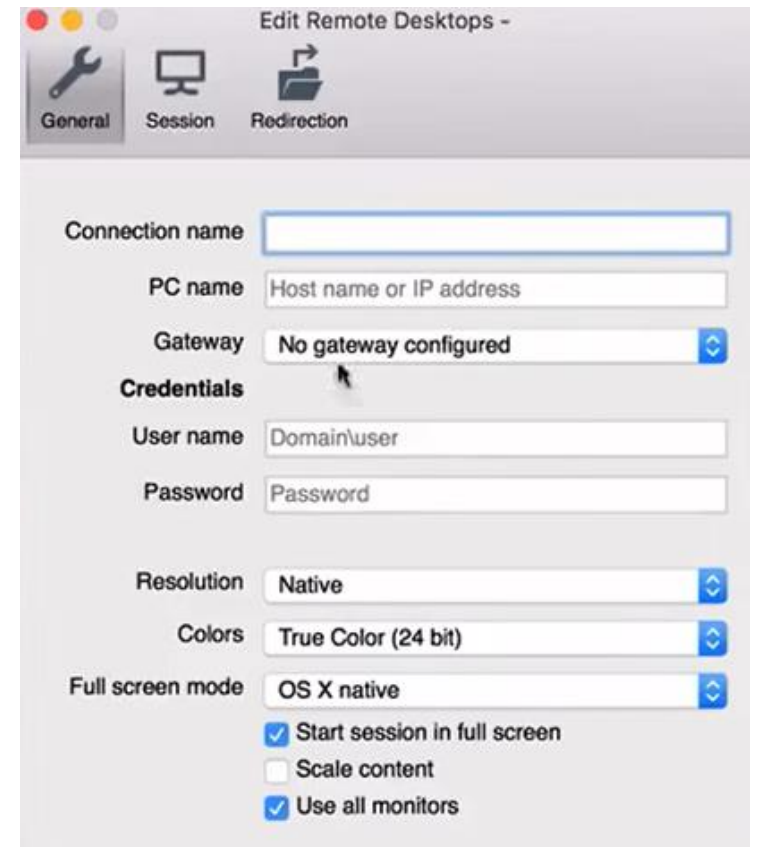 Edit Remote Desktops -
General Session Redirection
Connection name
PC name Host name or IP address
Gateway No gateway configured
Credentials
User name Domain\user
Password Password
Resolution Native
Colors True Color (24 bit)
Full screen mode OS X native
Start session in full screen
Scale content
Use all monitors